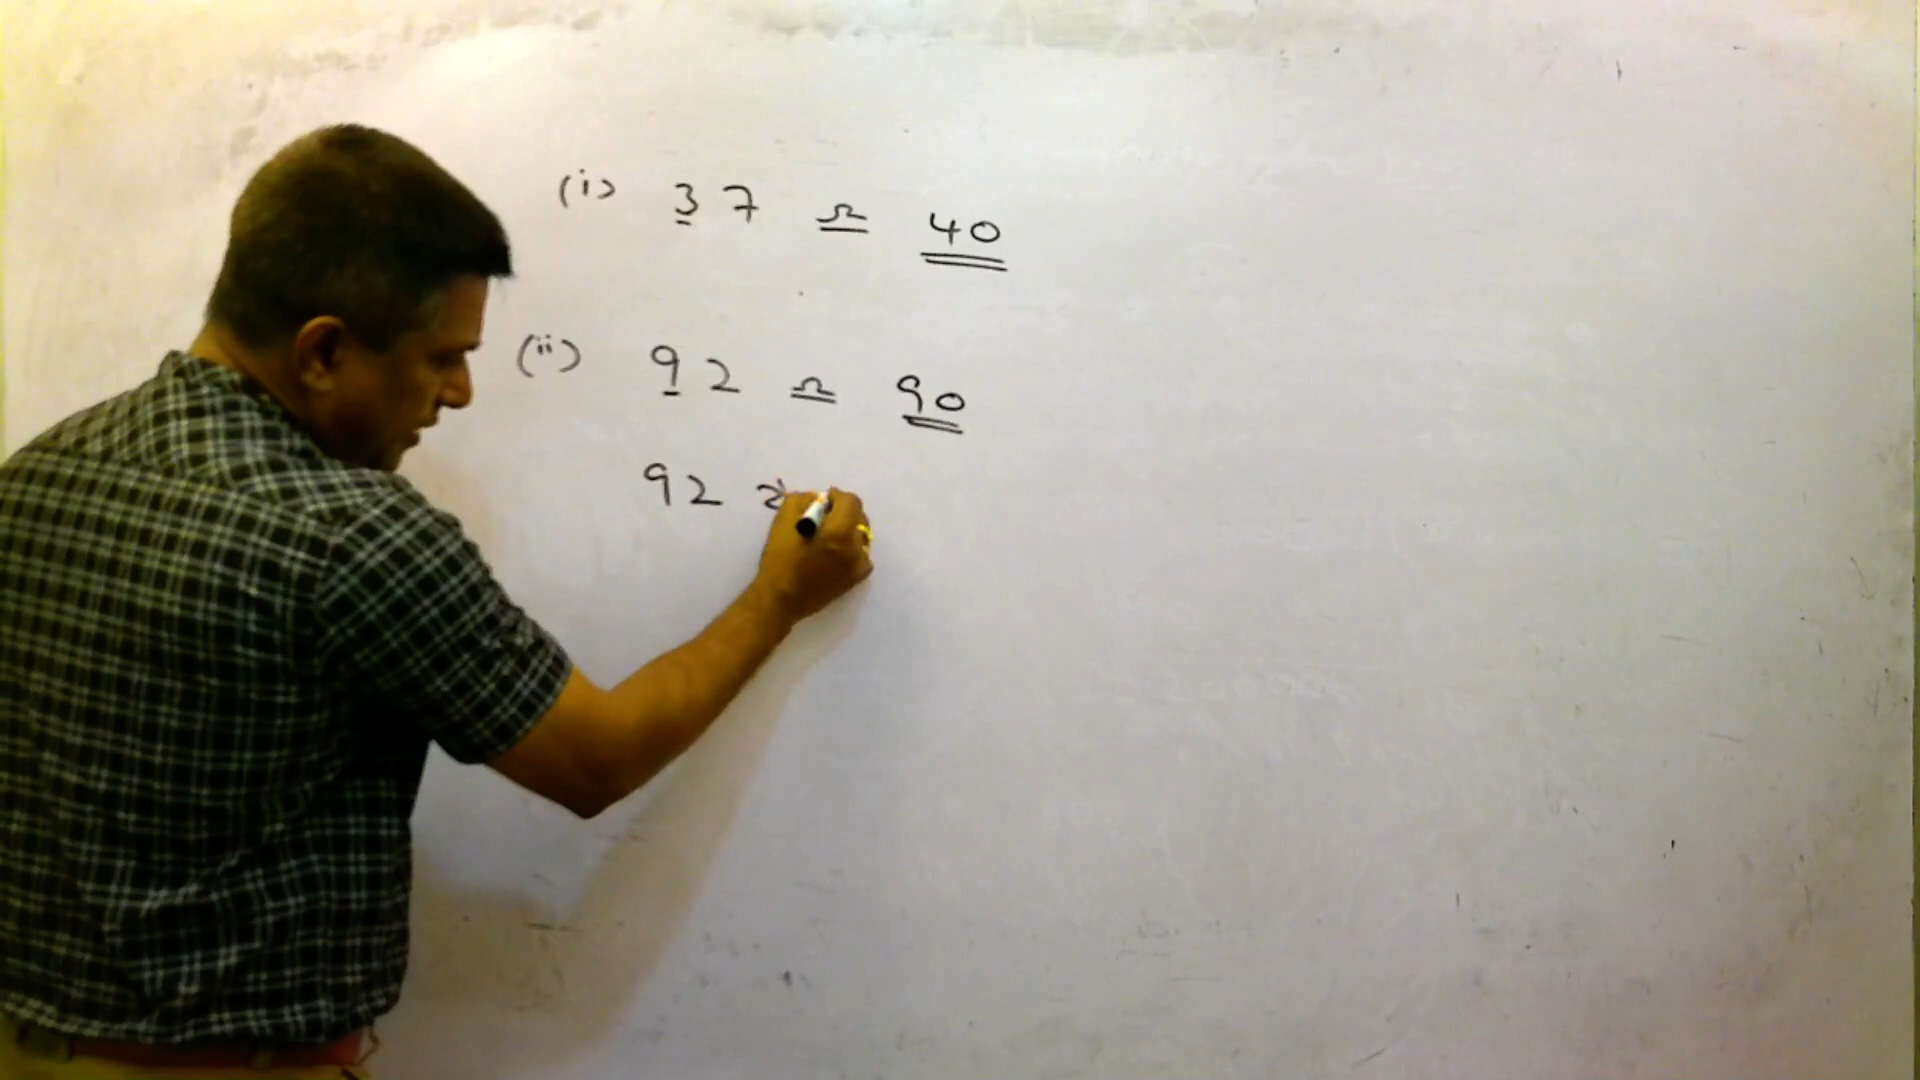 (i) 37 ≏ 40
(ii) 92 ≏ 90
92 ≈